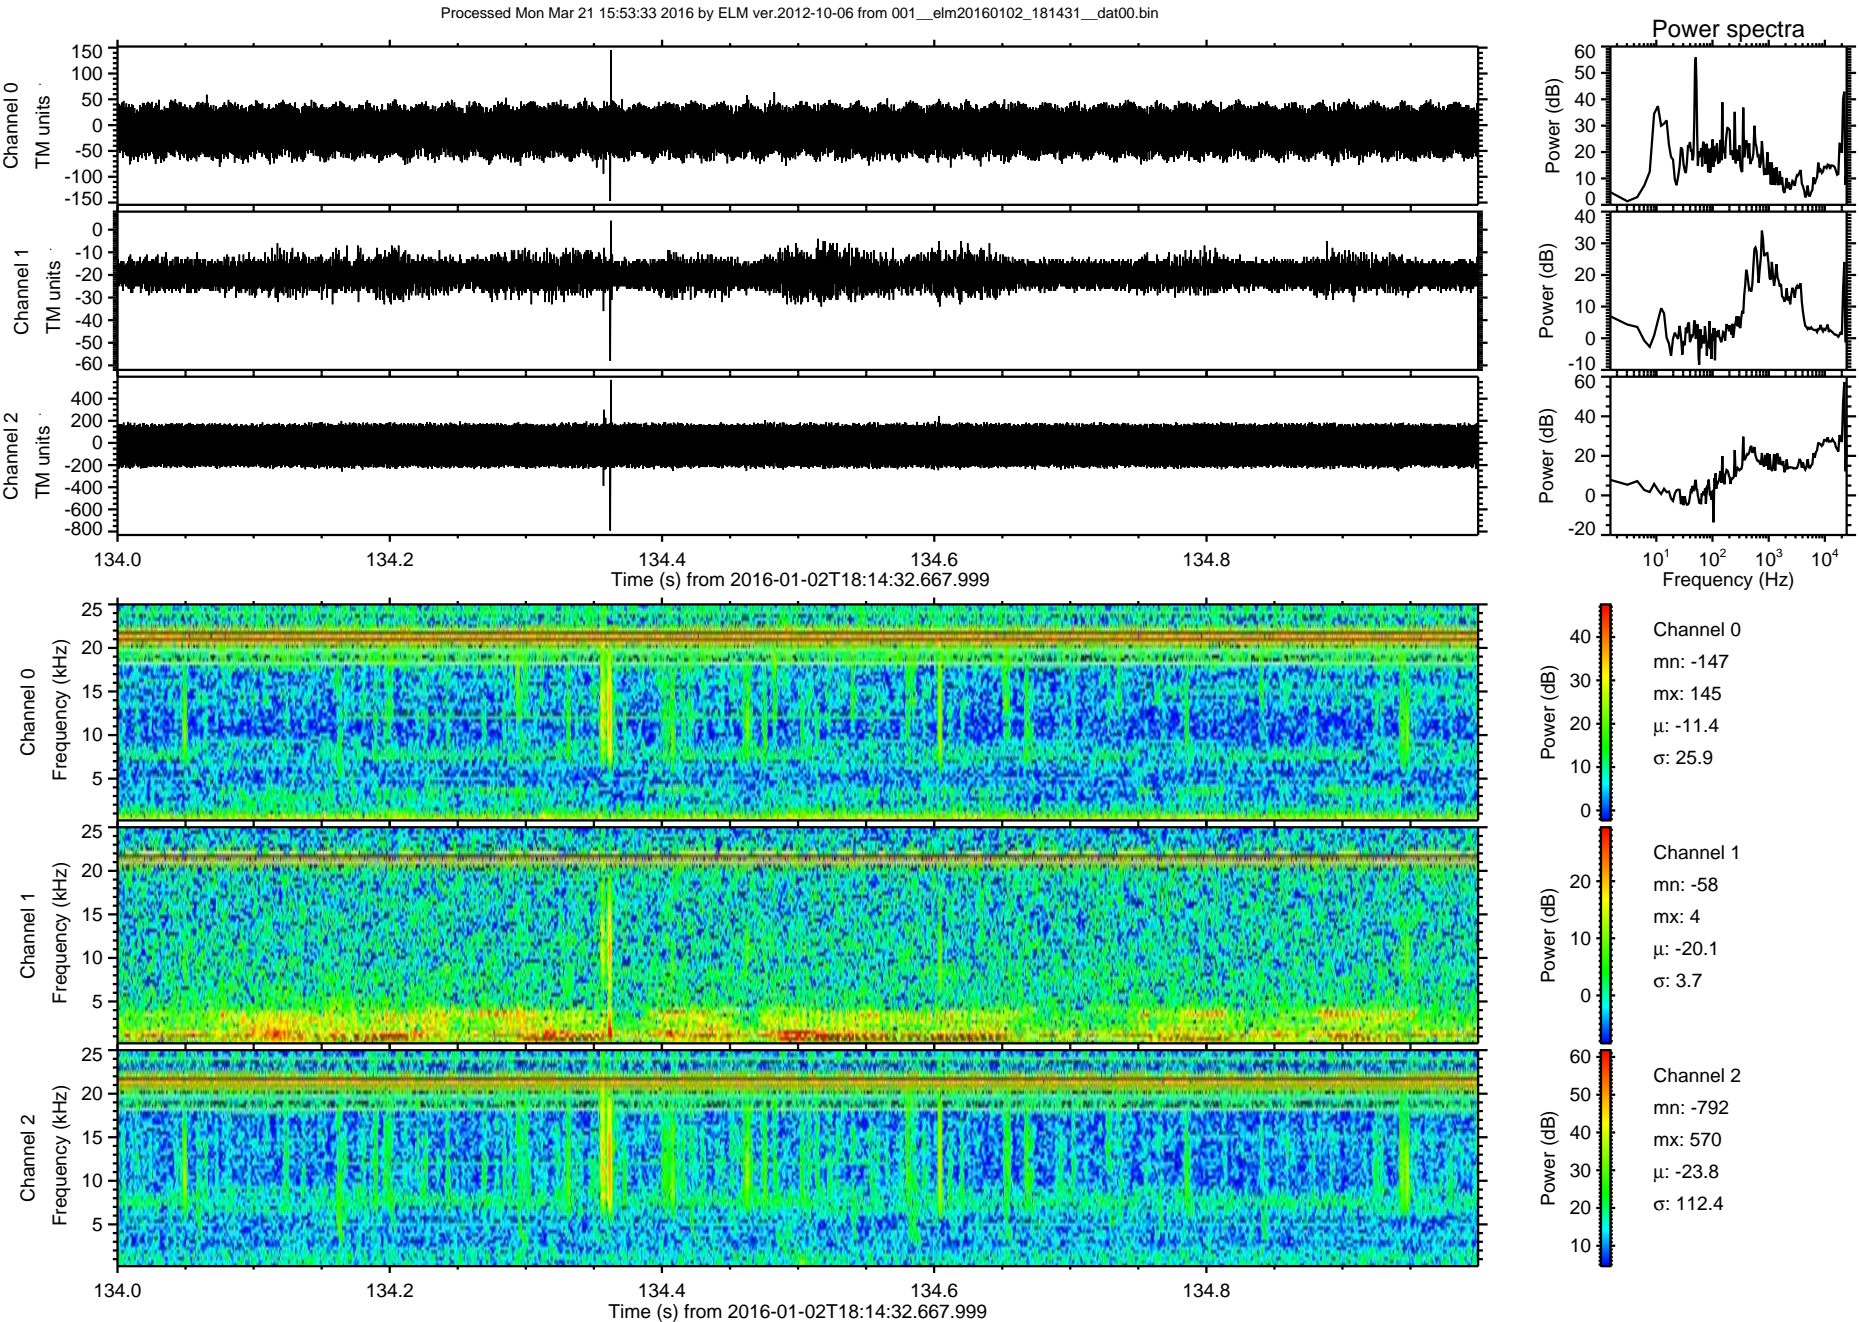 Processed Mon Mar 21 15:53:33 2016 by ELM ver.2012-10-06 from 001__elm20160102_181431__dat00.bin
Power spectra
Channel 0
TM units
150
100
50
0
-50
-100
-150
Power (dB)
60
50
40
30
20
10
0
Channel 1
TM units
0
-10
-20
-30
-40
-50
-60
Power (dB)
40
30
20
10
0
-10
Channel 2
TM units
400
200
0
-200
-400
-600
-800
Power (dB)
60
40
20
0
-20
134.0 134.2 134.4 134.6 134.8
Time (s) from 2016-01-02T18:14:32.667.999
10^1 10^2 10^3 10^4
Frequency (Hz)
Channel 0
Frequency (kHz)
25
20
15
10
5
Power (dB)
40
30
20
10
0
Channel 0
mn: -147
mx: 145
μ: -11.4
σ: 25.9
Channel 1
Frequency (kHz)
25
20
15
10
5
Power (dB)
20
10
0
Channel 1
mn: -58
mx: 4
μ: -20.1
σ: 3.7
Channel 2
Frequency (kHz)
25
20
15
10
5
Power (dB)
60
50
40
30
20
10
Channel 2
mn: -792
mx: 570
μ: -23.8
σ: 112.4
134.0 134.2 134.4 134.6 134.8
Time (s) from 2016-01-02T18:14:32.667.999